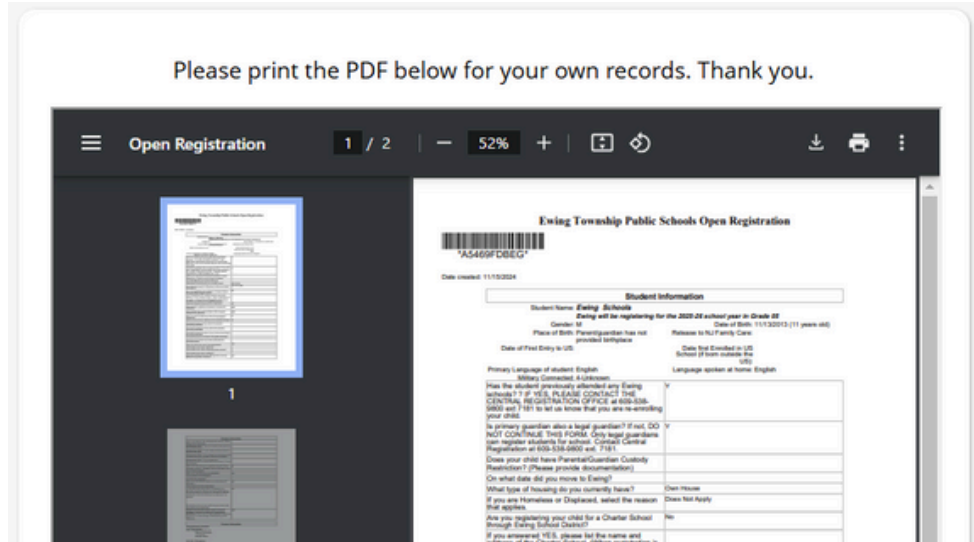 Please print the PDF below for your own records. Thank you.
Open Registration
1 / 2
52%
Ewing Township Public Schools Open Registration
*A5469FDBEG*
Date created: 11/15/2024
Student Information
Student Name: Ewing Schools
Ewing will be registering for the 2025-26 school year in Grade 05
Gender: M Date of Birth: 11/13/2013 (11 years old)
Place of Birth: Parent/guardian has not Release to NJ Family Care:
provided birthplace
Date of First Entry to US: Date first Enrolled in US
School (if born outside the
US):
Primary Language of student: English Language spoken at home: English
Military Connected: 4-Unknown
Has the student previously attended any Ewing Y
schools? ? IF YES, PLEASE CONTACT THE
CENTRAL REGISTRATION OFFICE at 609-538-
9800 ext 7181 to let us know that you are re-enrolling
your child.
Is primary guardian also a legal guardian? If not, DO Y
NOT CONTINUE THIS FORM. Only legal guardians
can register students for school. Contact Central
Registration at 609-538-9800 ext. 7181.
Does your child have Parental/Guardian Custody
Restriction? (Please provide documentation)
On what date did you move to Ewing?
What type of housing do you currently have? Own House
If you are Homeless or Displaced, select the reason Does Not Apply
that applies.
Are you registering your child for a Charter School No
through Ewing School District?
If you answered YES, please list the name and
1